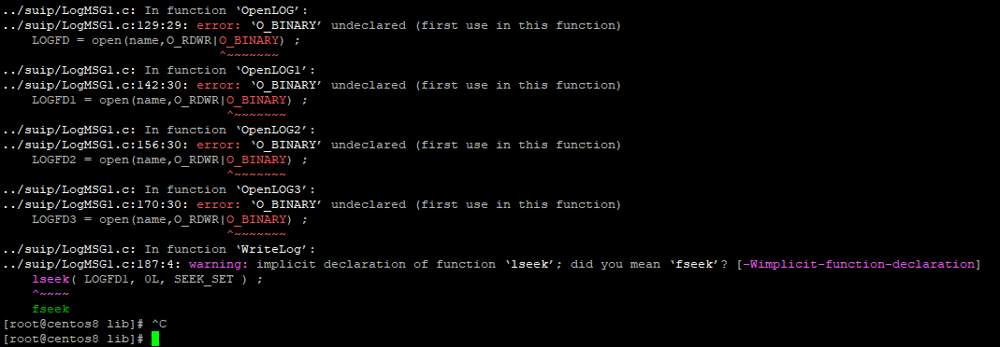 ../suip/LogMSG1.c: In function ‘OpenLOG’:
../suip/LogMSG1.c:129:29: error: ‘O_BINARY’ undeclared (first use in this function)
    LOGFD = open(name,O_RDWR|O_BINARY) ;
                             ^~~~~~~~
../suip/LogMSG1.c: In function ‘OpenLOG1’:
../suip/LogMSG1.c:142:30: error: ‘O_BINARY’ undeclared (first use in this function)
    LOGFD1 = open(name,O_RDWR|O_BINARY) ;
                              ^~~~~~~~
../suip/LogMSG1.c: In function ‘OpenLOG2’:
../suip/LogMSG1.c:156:30: error: ‘O_BINARY’ undeclared (first use in this function)
    LOGFD2 = open(name,O_RDWR|O_BINARY) ;
                              ^~~~~~~~
../suip/LogMSG1.c: In function ‘OpenLOG3’:
../suip/LogMSG1.c:170:30: error: ‘O_BINARY’ undeclared (first use in this function)
    LOGFD3 = open(name,O_RDWR|O_BINARY) ;
                              ^~~~~~~~
../suip/LogMSG1.c: In function ‘WriteLog’:
../suip/LogMSG1.c:187:4: warning: implicit declaration of function ‘lseek’; did you mean ‘fseek’? [-Wimplicit-function-declaration]
    lseek( LOGFD1, 0L, SEEK_SET ) ;
    ^~~~~
    fseek
[root@centos8 lib]# ^C
[root@centos8 lib]#